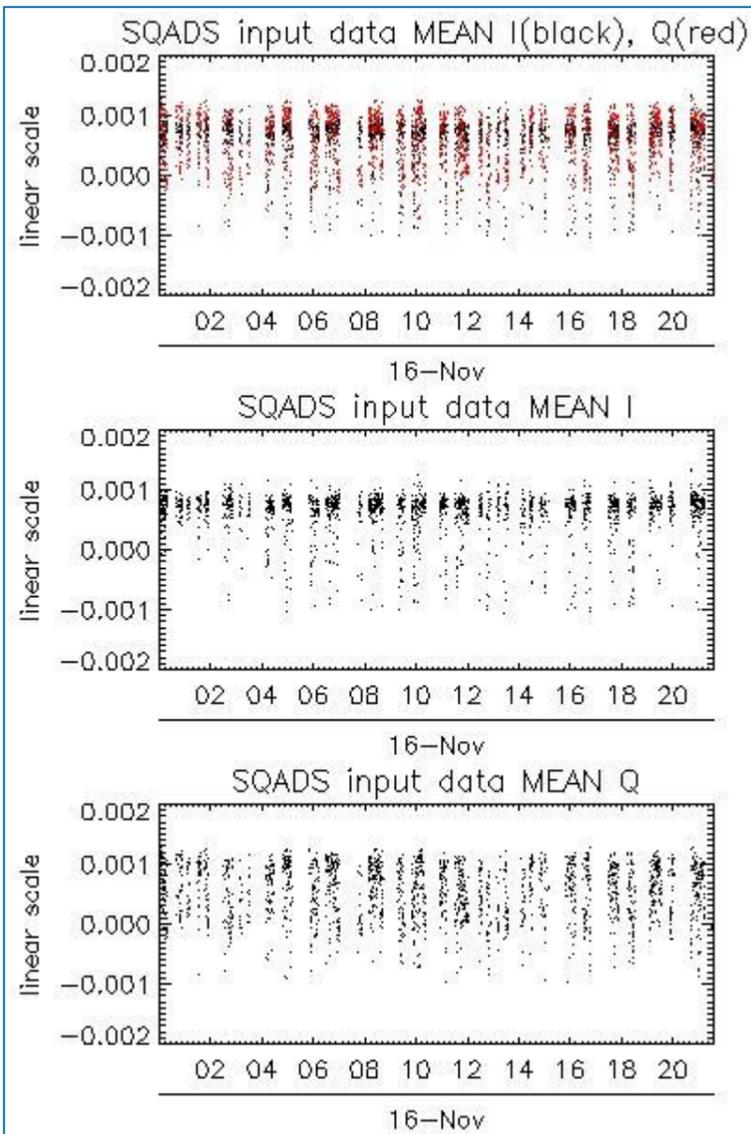 SQADS input data MEAN I(black), Q(red)
0.002
0.001
0.000
-0.001
-0.002
linear scale
02 04 06 08 10 12 14 16 18 20
16-Nov
SQADS input data MEAN I
0.002
0.001
0.000
-0.001
-0.002
linear scale
02 04 06 08 10 12 14 16 18 20
16-Nov
SQADS input data MEAN Q
0.002
0.001
0.000
-0.001
-0.002
linear scale
02 04 06 08 10 12 14 16 18 20
16-Nov